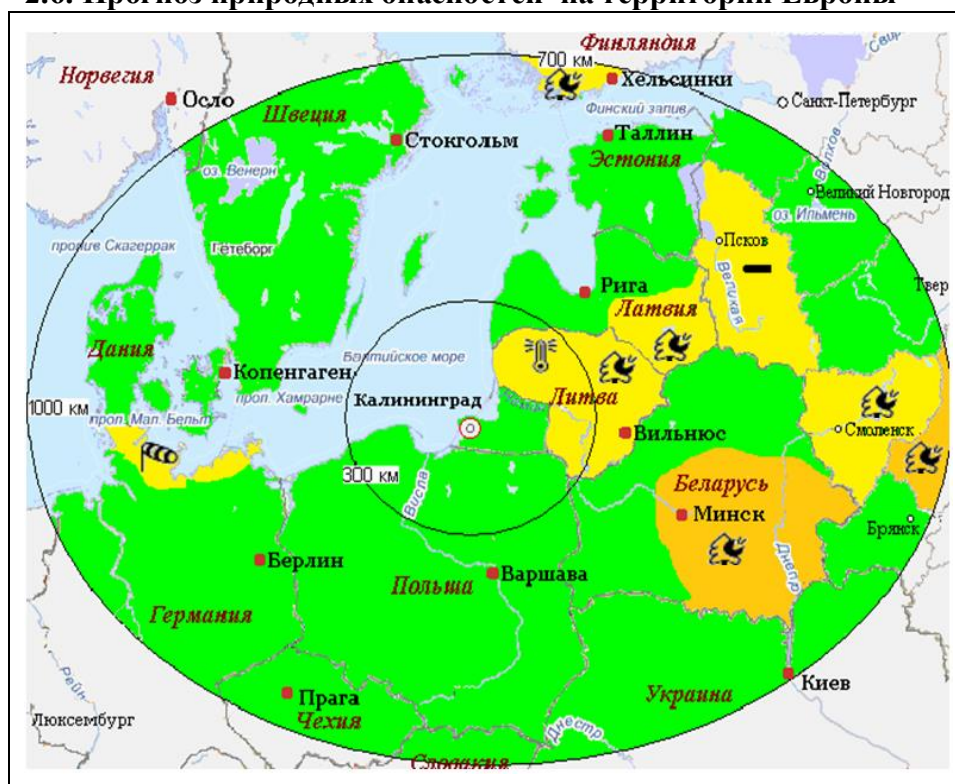 2.6. Прогноз природных опасностей на территории Европы
Финляндия
Норвегия
700 км
Хельсинки
Осло
Швеция
Финский залив
Санкт-Петербург
Стокгольм
Таллин
Эстония
Волхов
оз. Венерн
Великий Новгород
оз. Ильмень
пролив Скагеррак
Гётеборг
Псков
Великая
Рига
Твер
Латвия
Дания
Балтийское море
Копенгаген
прол. Хамрарне
Калининград
Литва
1000 км
прол. Мал. Бельт
Смоленск
Вильнюс
300 км
Висла
Беларусь
Минск
Брянск
Днепр
Берлин
Польша
Варшава
Германия
Рейн
Прага
Чехия
Украина
Киев
Люксембург
Днестр
Словакия